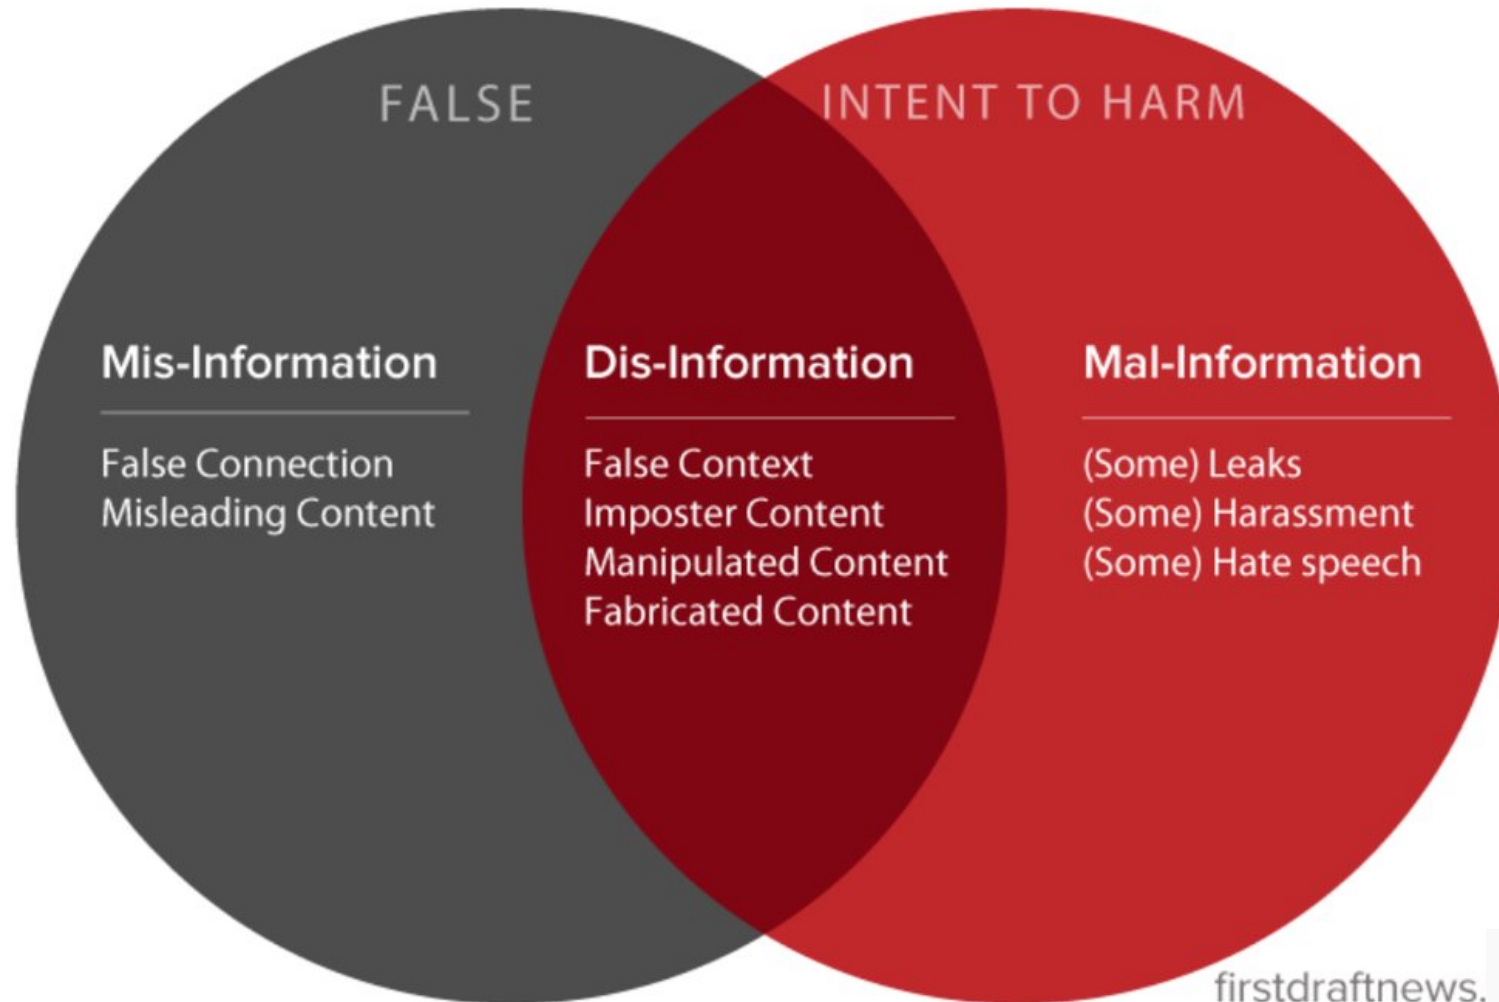 FALSE
INTENT TO HARM
Mis-Information
False Connection
Misleading Content
Dis-Information
False Context
Imposter Content
Manipulated Content
Fabricated Content
Mal-Information
(Some) Leaks
(Some) Harassment
(Some) Hate speech
firstdraftnews.